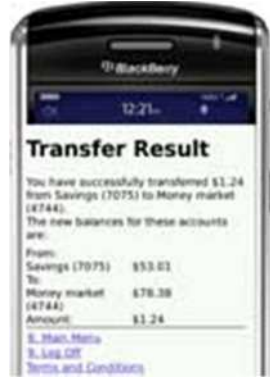 BlackBerry
12:21
Transfer Result
You have successfully transferred $1.24
from Savings (7075) to Money market
(4744).
The new balances for these accounts
are:
From:
Savings (7075) $53.01
To:
Money market $78.38
(4744)
Amount: $1.24
Main Menu
Log Off
Terms and Conditions